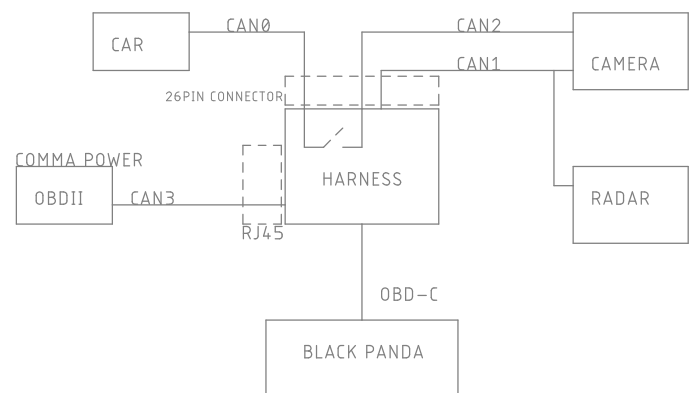 CAN0
CAN2
CAR
CAN1
CAMERA
26PIN CONNECTOR
COMMA POWER
HARNESS
OBDII
CAN3
RADAR
RJ45
OBD-C
BLACK PANDA